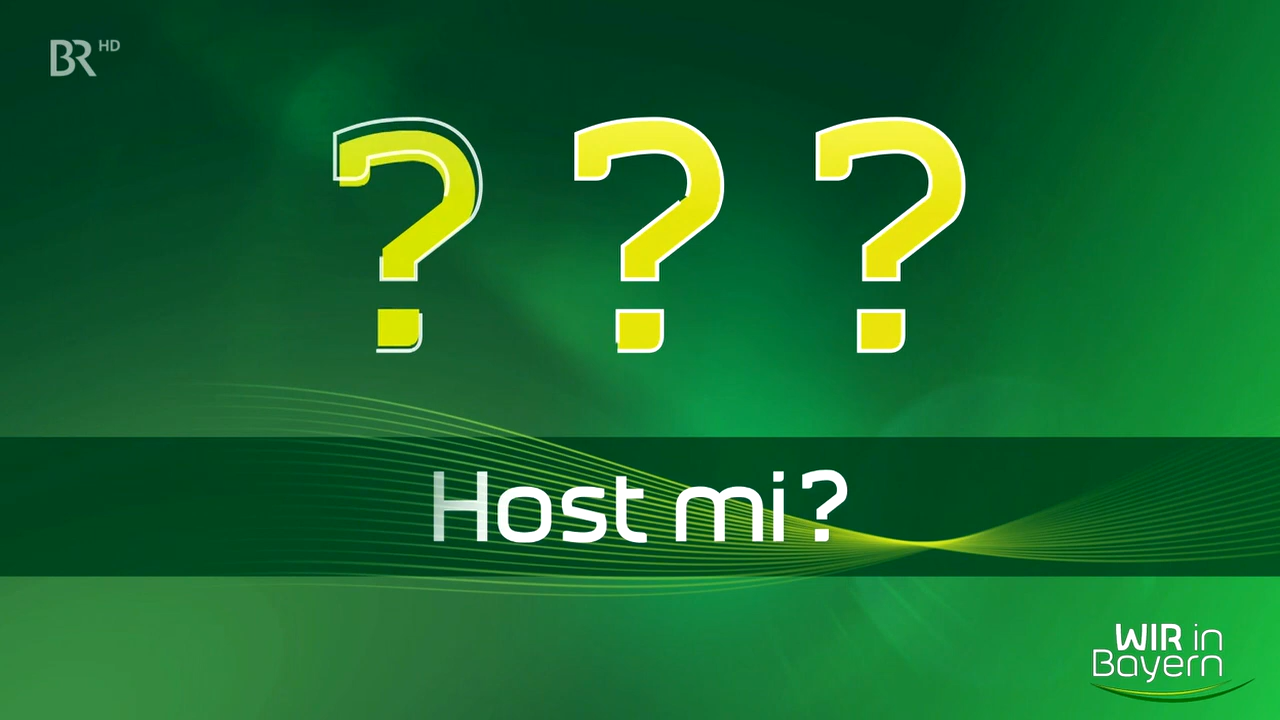 BR HD
? ? ?
Host mi?
WIR in
Bayern